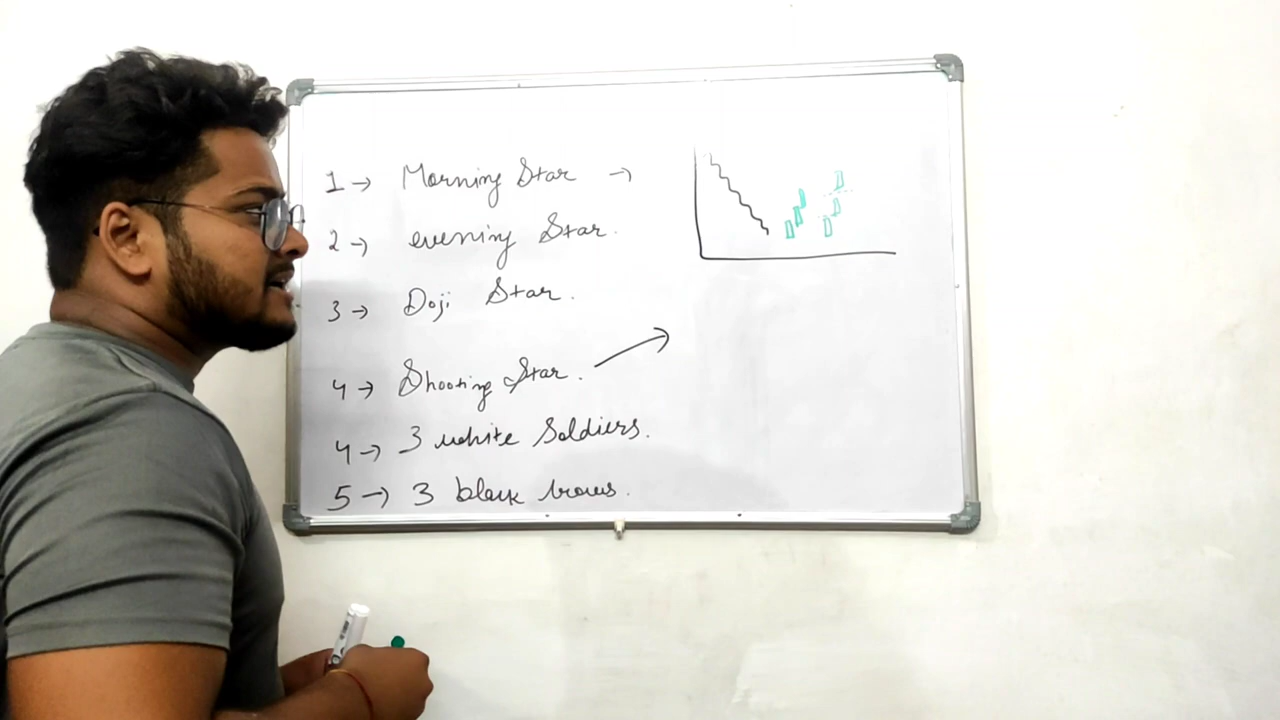 1 → Morning Star →
2 → evening Star.
3 → Doji Star.
4 → Shooting Star.
4 → 3 white Soldiers.
5 → 3 black crows.